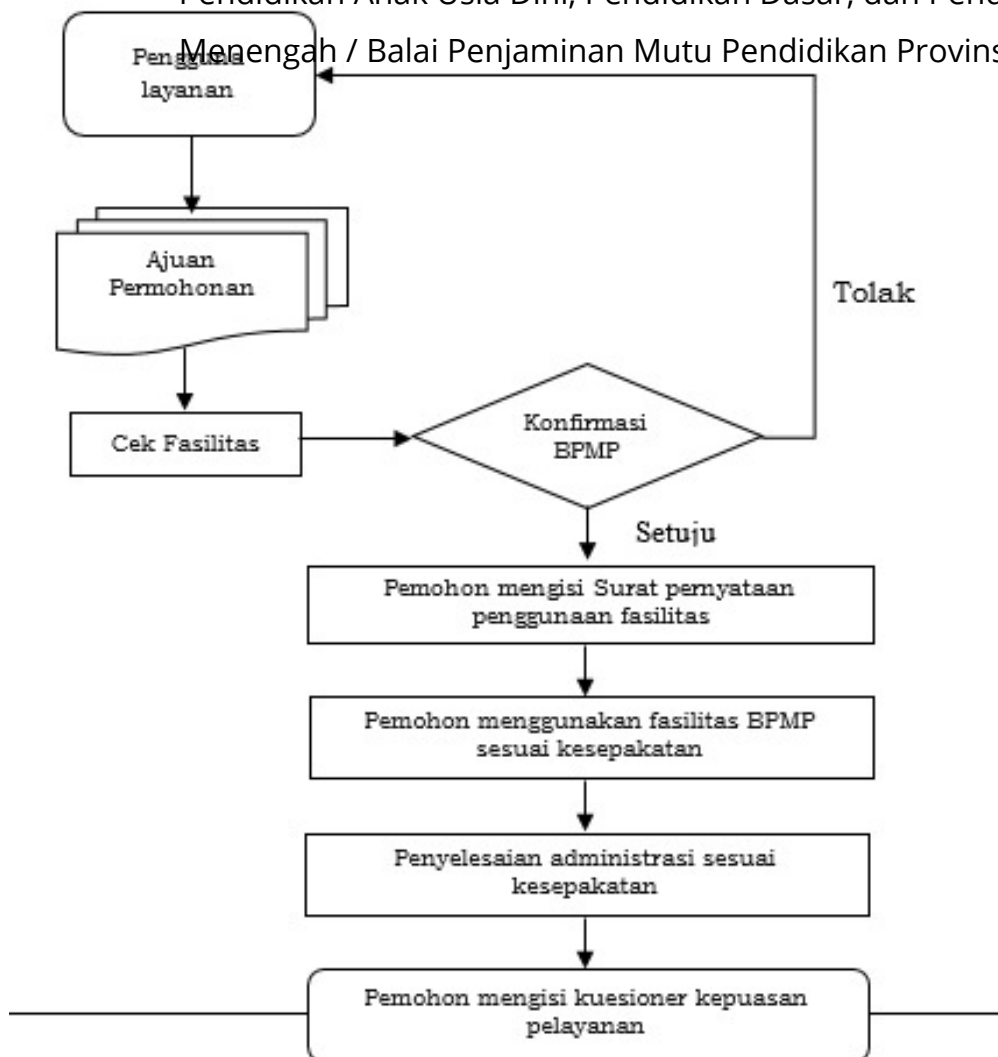 Pendidikan Anak Usia Dini, Pendidikan Dasar, dan
Menengah / Balai Penjaminan Mutu Pendidikan
Pengguna
layanan
Ajuan
Permohonan
Cek Fasilitas
Konfirmasi
BPMP
Tolak
Setuju
Pemohon mengisi Surat pernyataan
penggunaan fasilitas
Pemohon menggunakan fasilitas BPMP
sesuai kesepakatan
Penyelesaian administrasi sesuai
kesepakatan
Pemohon mengisi kuesioner kepuasan
pelayanan